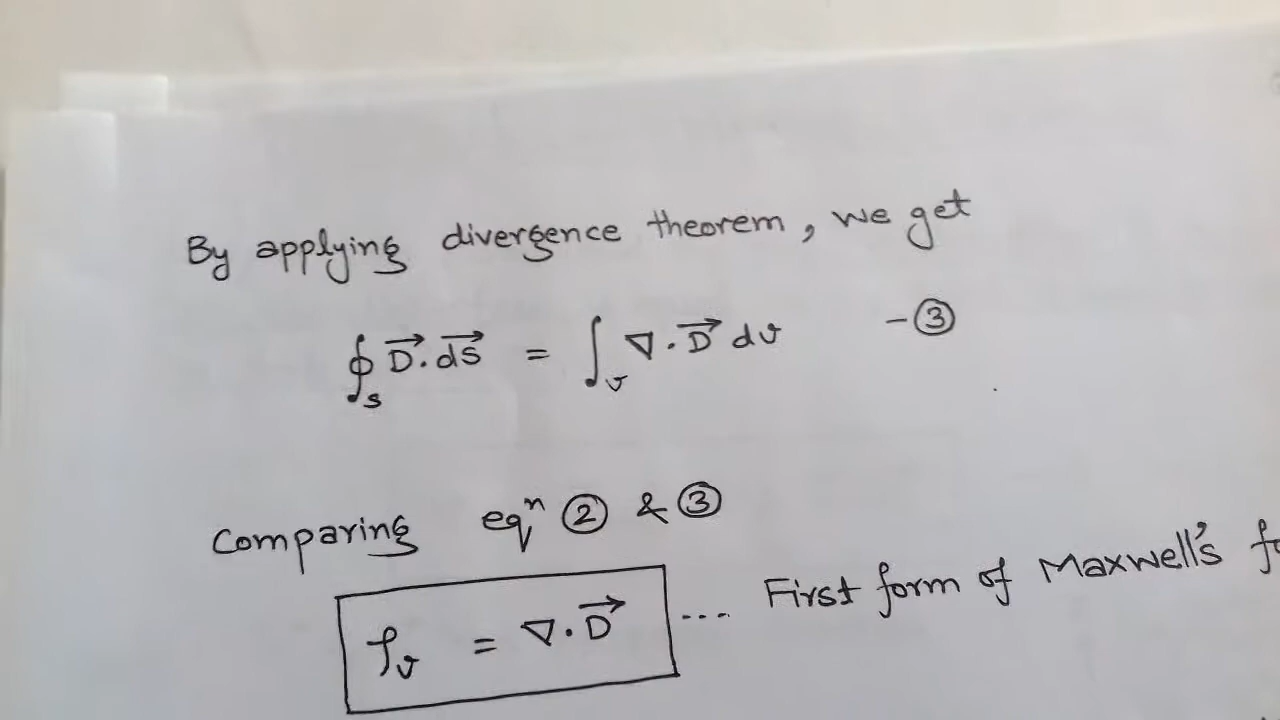 By applying divergence theorem, we get
∮s D⃗. ds⃗ = ∫v ∇.D⃗ dv -③
Comparing eqⁿ ② & ③
ρv = ∇.D⃗ .... First form of Maxwell's